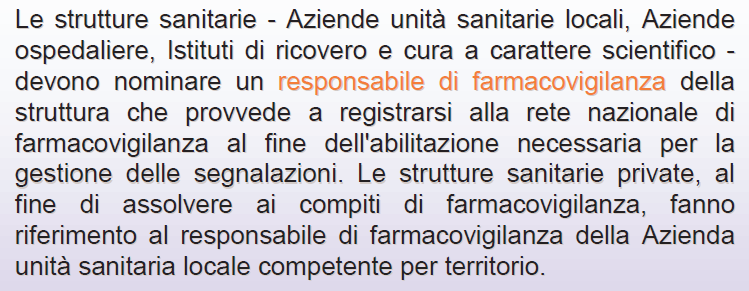 Le strutture sanitarie - Aziende unità sanitarie locali, Aziende
ospedaliere, Istituti di ricovero e cura a carattere scientifico -
devono nominare un responsabile di farmacovigilanza della
struttura che provvede a registrarsi alla rete nazionale di
farmacovigilanza al fine dell'abilitazione necessaria per la
gestione delle segnalazioni. Le strutture sanitarie private, al
fine di assolvere ai compiti di farmacovigilanza, fanno
riferimento al responsabile di farmacovigilanza della Azienda
unità sanitaria locale competente per territorio.